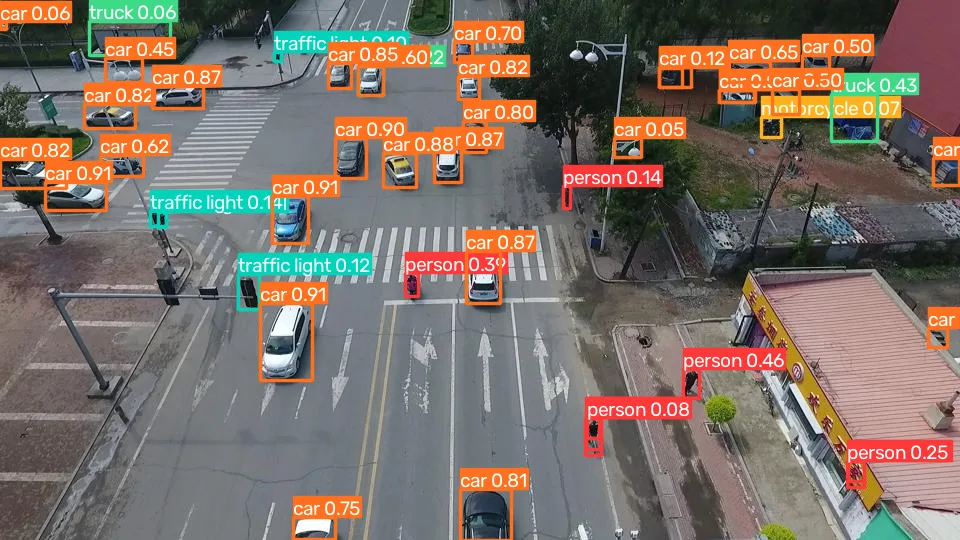 car 0.06
truck 0.06
car 0.45
car 0.87
car 0.82
car 0.82
car 0.91
car 0.62
traffic light 0.10
car 0.85
car 0.70
car 0.82
car 0.80
car 0.90
car 0.88
0.87
car 0.12
car 0.65
car 0.50
car 0.50
truck 0.43
motorcycle 0.07
car 0.05
car
person 0.14
traffic light 0.14
car 0.91
traffic light 0.12
person 0.39
car 0.87
car 0.91
car
person 0.46
person 0.08
person 0.25
car 0.75
car 0.81